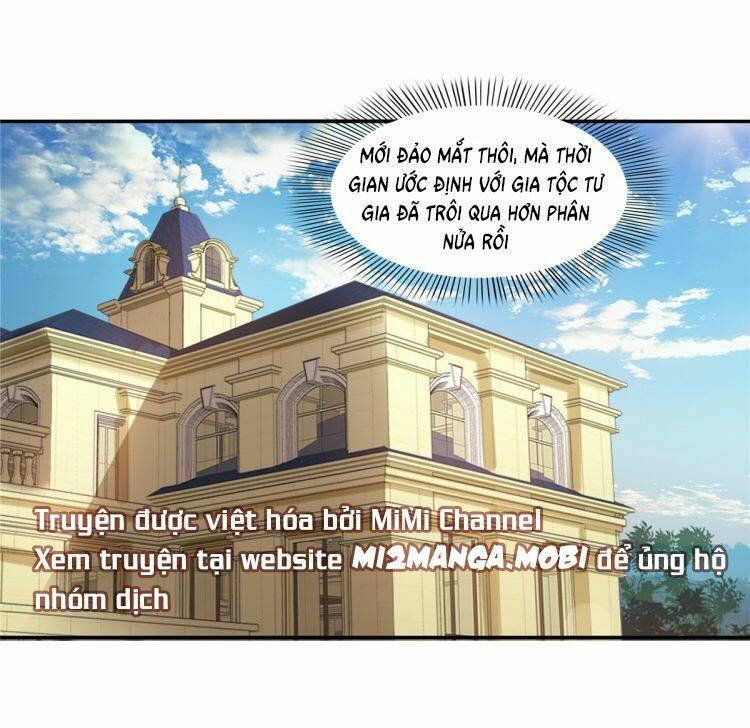 MỚI ĐẢO MẮT THÔI, MÀ THỜI
GIAN ƯỚC ĐỊNH VỚI GIA TỘC TƯ
GIA ĐÃ TRÔI QUA HƠN PHÂN
NỬA RỒI
Truyện được việt hóa bởi MiMi Channel
Xem truyện tại website MI2MANGA.MOBI để ủng hộ
nhóm dịch